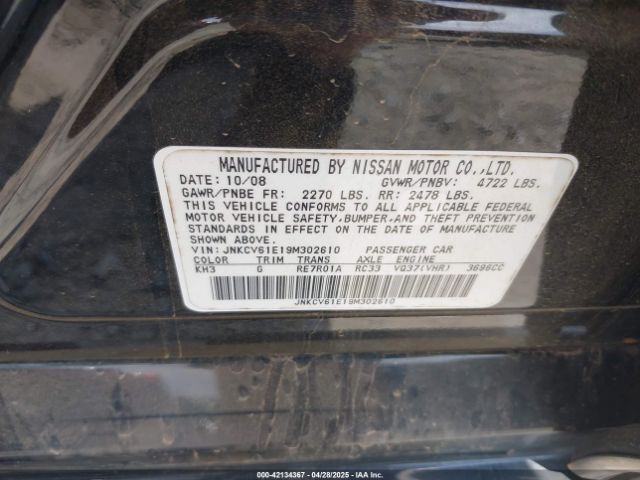 MANUFACTURED BY NISSAN MOTOR CO.,LTD.
DATE: 10/08 GVWR/PNBV: 4722 LBS.
GAWR/PNBE FR: 2270 LBS. RR: 2478 LBS.
THIS VEHICLE CONFORMS TO ALL APPLICABLE FEDERAL
MOTOR VEHICLE SAFETY,BUMPER,AND THEFT PREVENTION
STANDARDS IN EFFECT ON THE DATE OF MANUFACTURE
SHOWN ABOVE.
VIN: JNKCV61E19M302610 PASSENGER CAR
COLOR TRIM TRANS AXLE ENGINE
KH3 G RE7R01A RC33 VQ37(VHR) 3696CC
JNKCV61E19M302610
000-42134367 - 04/28/2025 - IAAI.COM